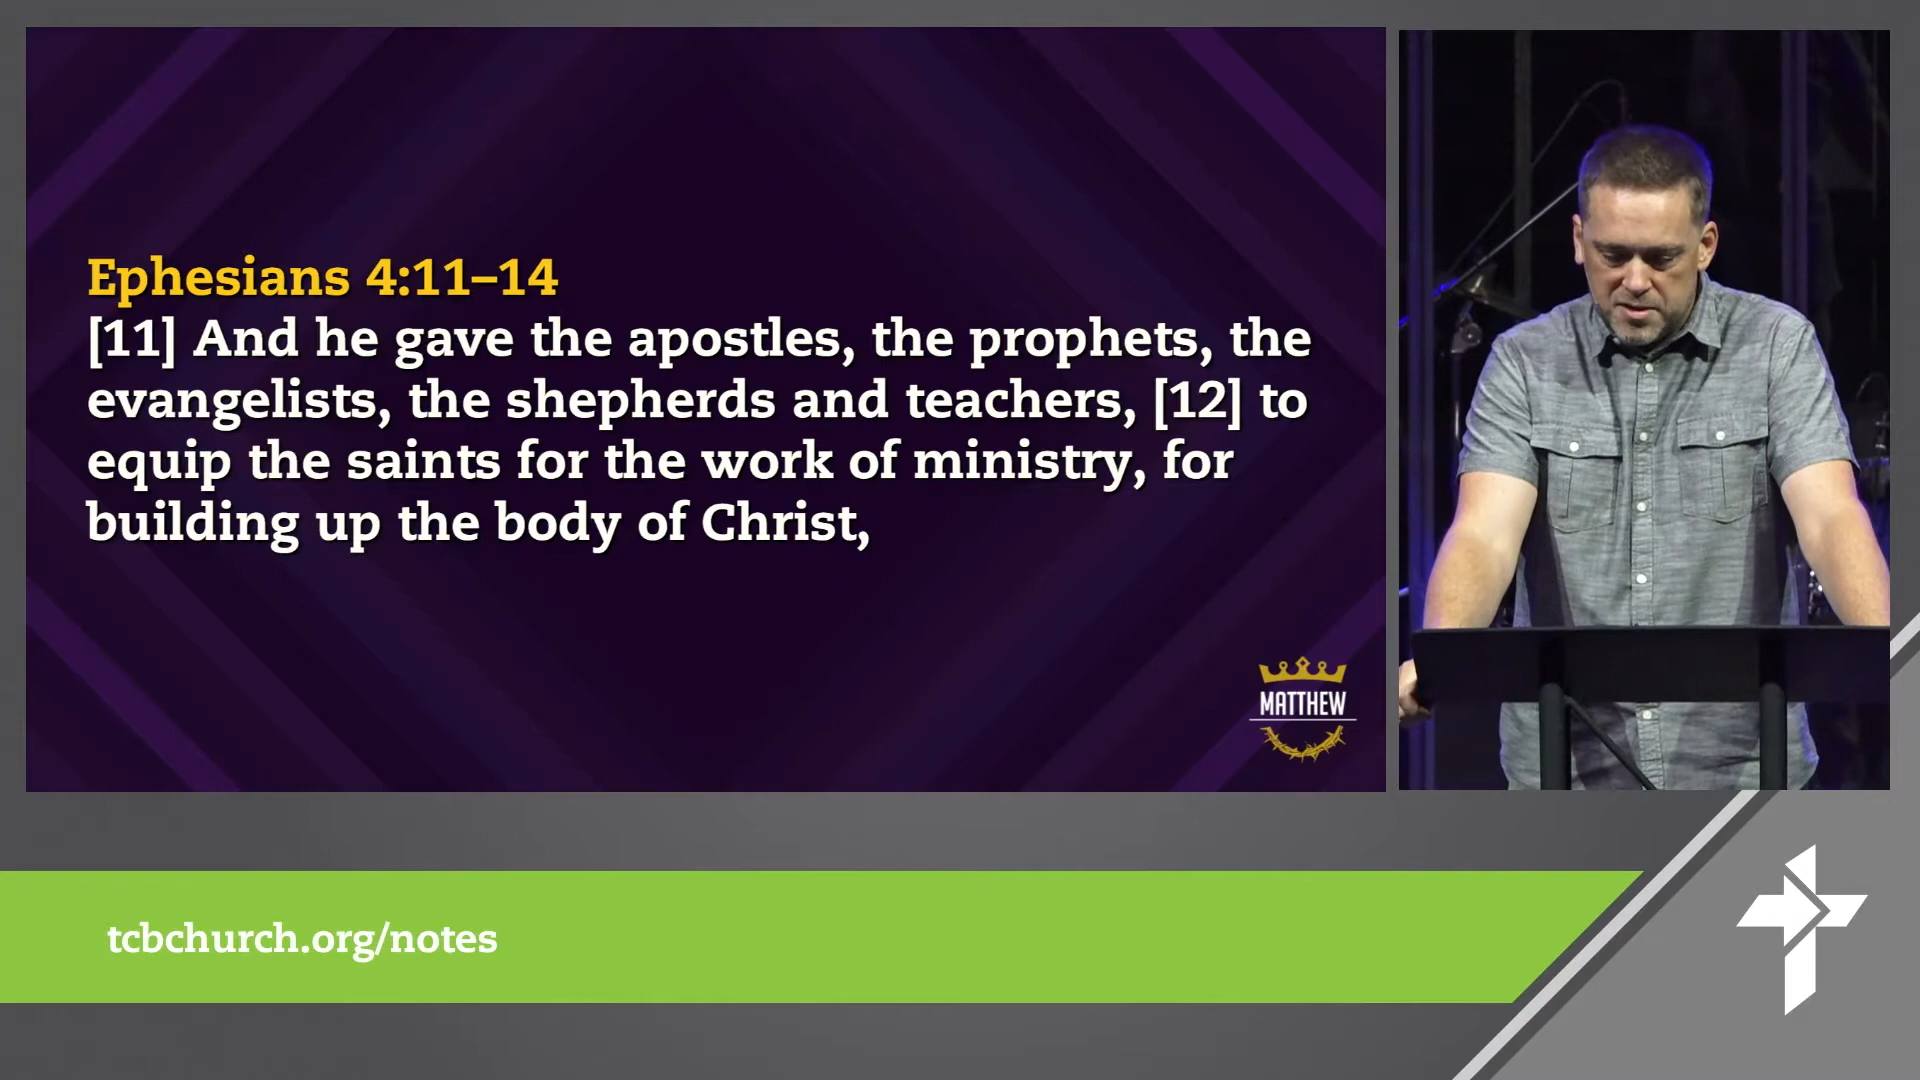 Ephesians 4:11–14
[11] And he gave the apostles, the prophets, the
evangelists, the shepherds and teachers, [12] to
equip the saints for the work of ministry, for
building up the body of Christ,
MATTHEW
tcbchurch.org/notes